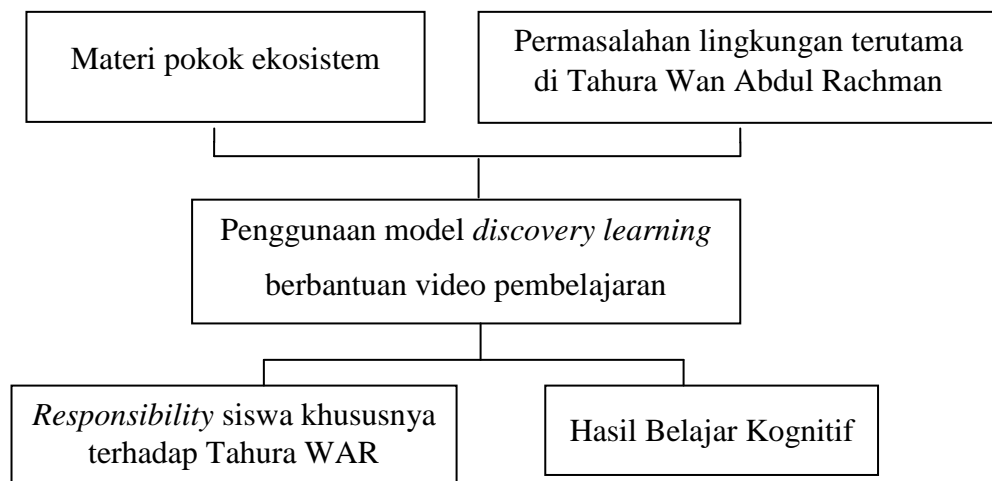 Materi pokok ekosistem
Permasalahan lingkungan terutama
di Tahura Wan Abdul Rachman
Penggunaan model discovery learning
berbantuan video pembelajaran
Responsibility siswa khususnya
terhadap Tahura WAR
Hasil Belajar Kognitif